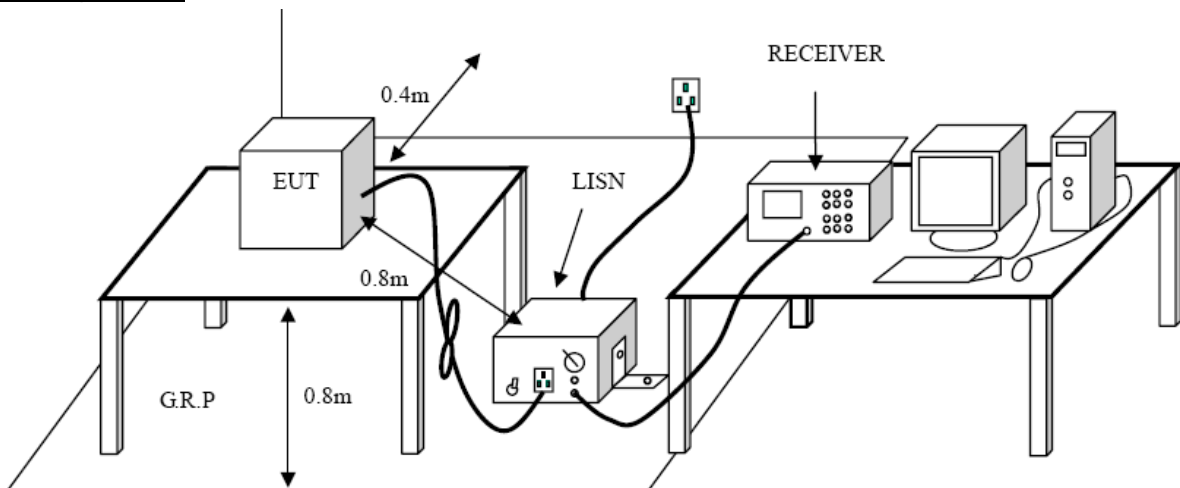 RECEIVER
0.4m
EUT
LISN
0.8m
G.R.P
0.8m